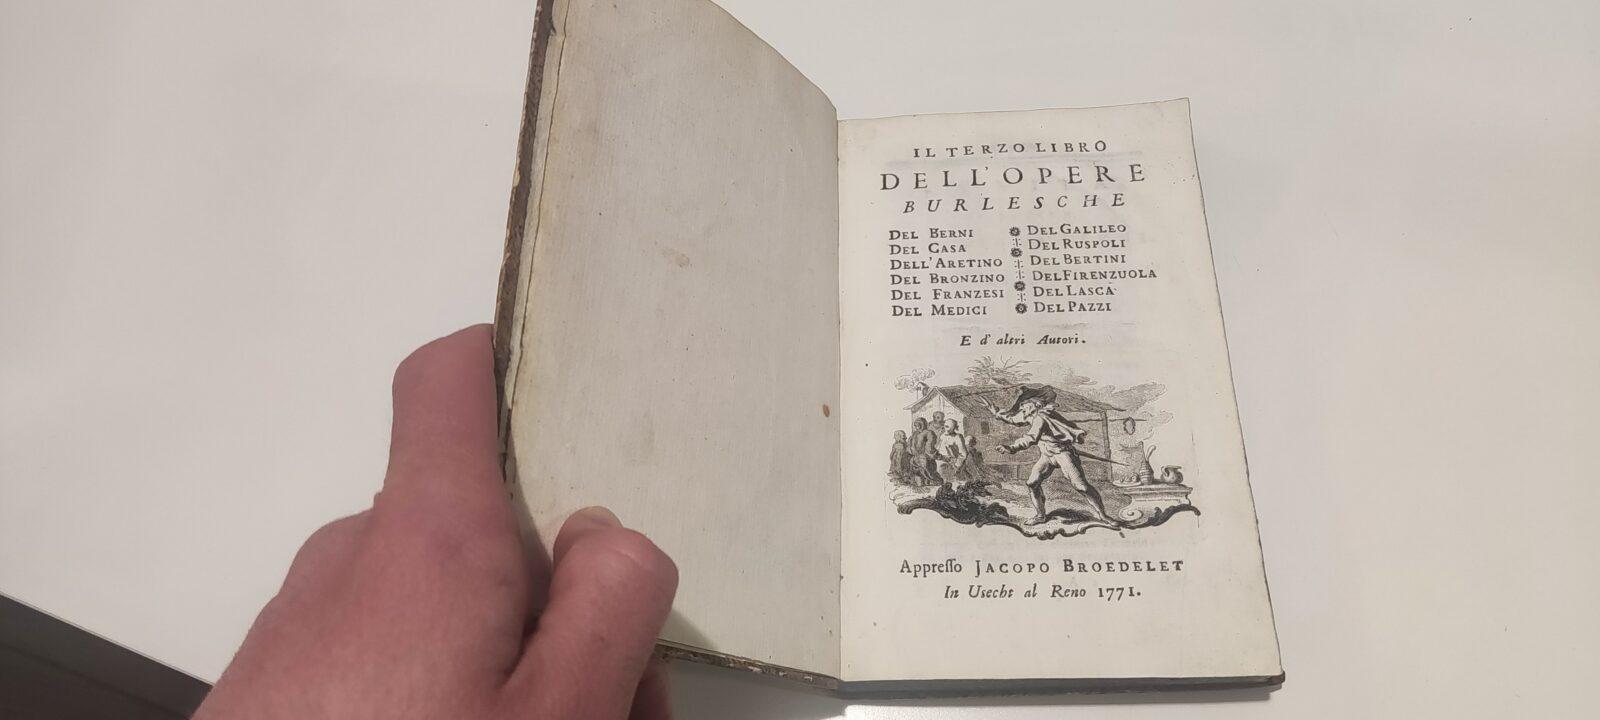 IL TERZO LIBRO
DELL'OPERE
BURLESCHE
DEL BERNI
DEL CASA
DELL'ARETINO
DEL BRONZINO
DEL FRANZESI
DEL MEDICI
DEL GALILEO
DEL RUSPOLI
DEL BERTINI
DEL FIRENZUOLA
DEL LASCA
DEL PAZZI
E d' altri Autori.
Appreſſo JACOPO BROEDELET
In Usecht al Reno 1771.